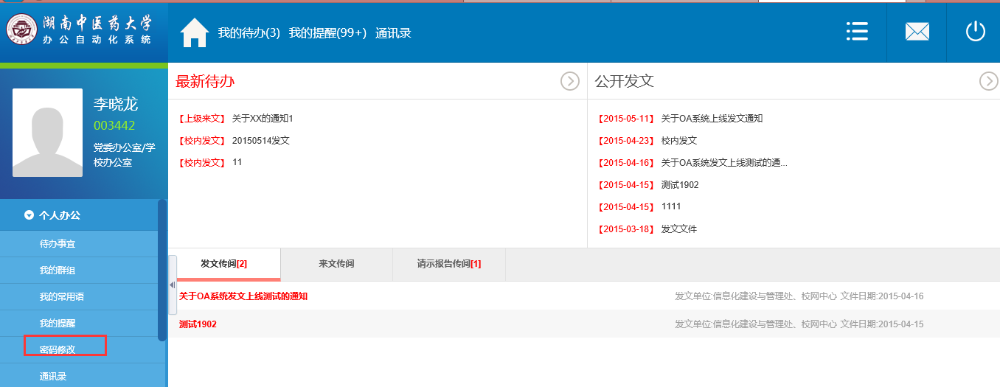 湖南中医药大学
办公自动化系统
我的待办(3) 我的提醒(99+) 通讯录
李晓龙
003442
党委办公室/学
校办公室
个人办公
待办事宜
我的群组
我的常用语
我的提醒
密码修改
通讯录
最新待办
【上级来文】 关于XX的通知1
【校内发文】 20150514发文
【校内发文】 11
公开发文
【2015-05-11】 关于OA系统上线发文通知
【2015-04-23】 校内发文
【2015-04-16】 关于OA系统发文上线测试的通...
【2015-04-15】 测试1902
【2015-04-15】 1111
【2015-03-18】 发文文件
发文传阅[2] 来文传阅 请示报告传阅[1]
关于OA系统发文上线测试的通知 发文单位:信息化建设与管理处、校网中心 文件日期:2015-04-16
测试1902 发文单位:信息化建设与管理处、校网中心 文件日期:2015-04-15